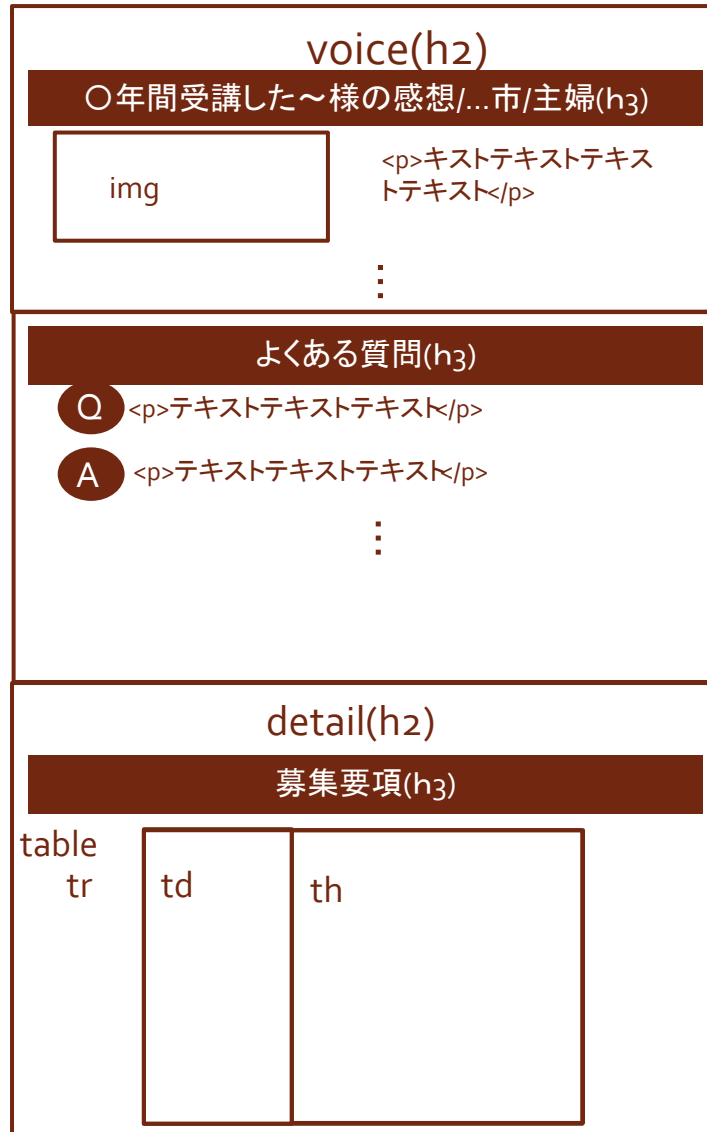 voice(h2)
〇年間受講した～様の感想/...市/主婦(h3)
img
<p>キストテキストテキス
トテキスト</p>
⋮
よくある質問(h3)
Q <p>テキストテキストテキスト</p>
A <p>テキストテキストテキスト</p>
⋮
detail(h2)
募集要項(h3)
table
tr
td
th